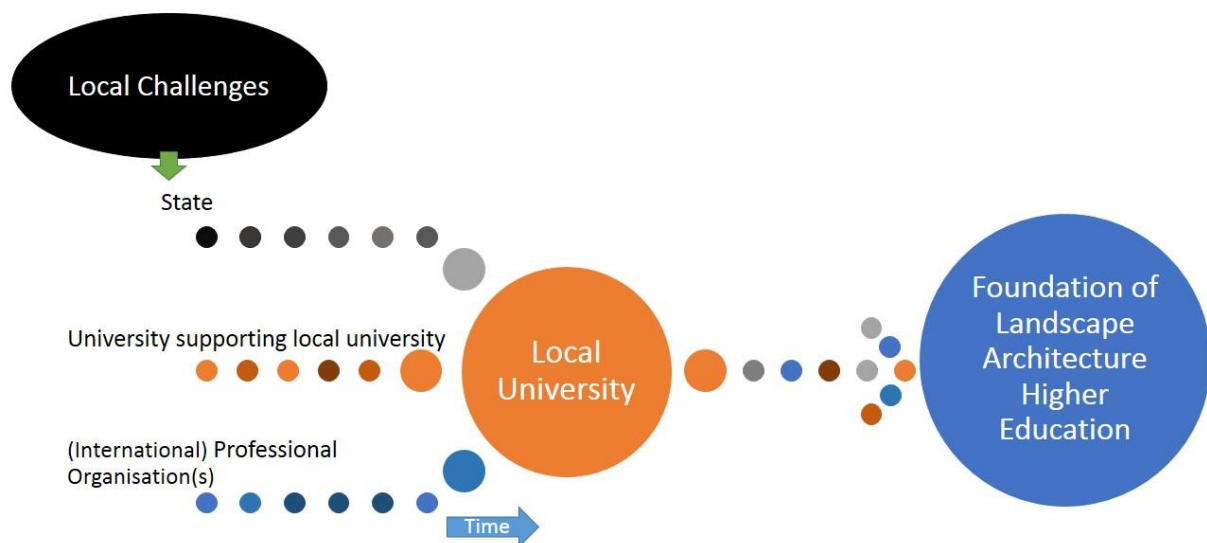 Local Challenges
State
University supporting local university
(International) Professional
Organisation(s)
Time
Local
University
Foundation of
Landscape
Architecture
Higher
Education